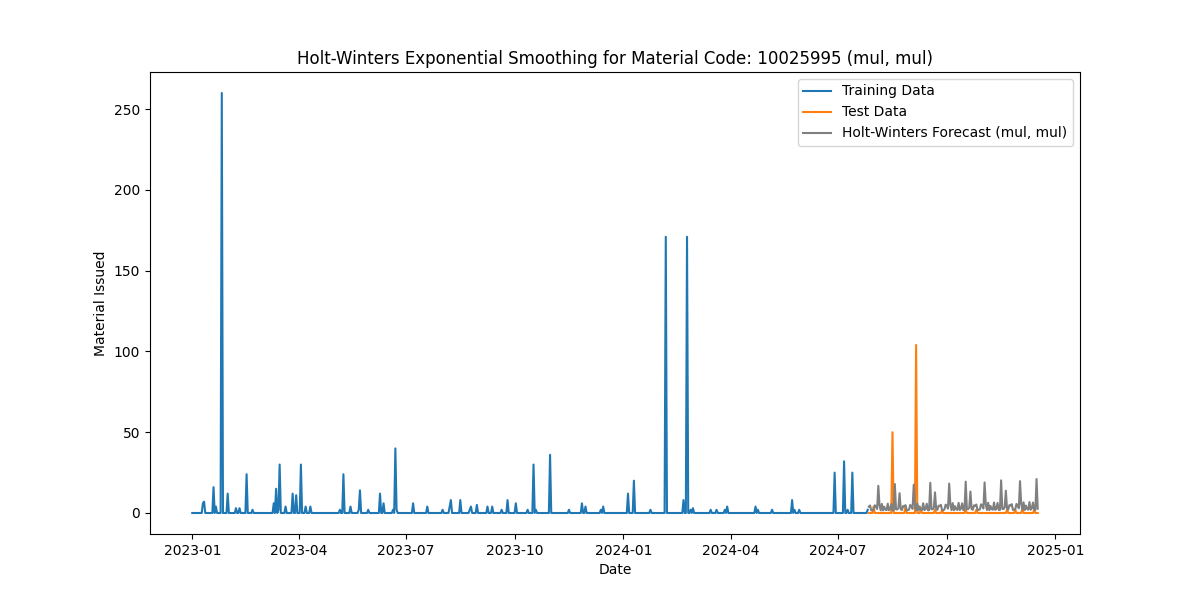 Holt-Winters Exponential Smoothing for Material Code: 10025995 (mul, mul)
Training Data
Test Data
Holt-Winters Forecast (mul, mul)
Material Issued
250
200
150
100
50
0
2023-01 2023-04 2023-07 2023-10 2024-01 2024-04 2024-07 2024-10 2025-01
Date